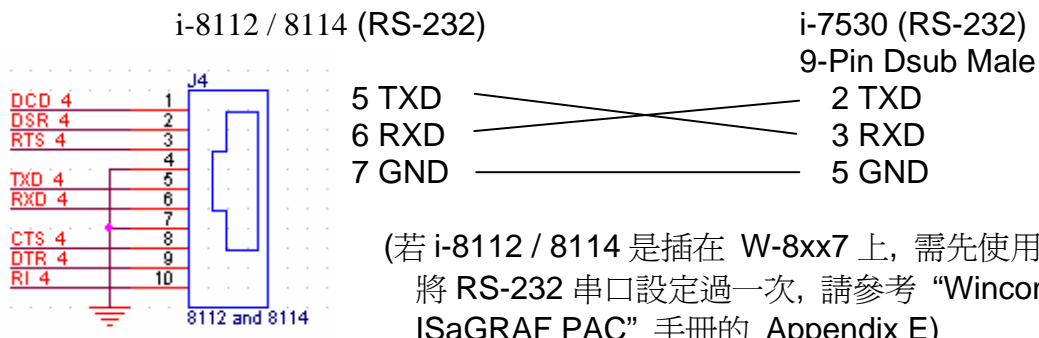 i-8112 / 8114 (RS-232)
i-7530 (RS-232)
9-Pin Dsub Male
J4
DCD 4 1
DSR 4 2
RTS 4 3
4
TXD 4 5
RXD 4 6
7
CTS 4 8
DTR 4 9
RI 4 10
8112 and 8114
5 TXD 2 TXD
6 RXD 3 RXD
7 GND 5 GND
(若 i-8112 / 8114 是插在 W-8xx7 上, 需先使用
將 RS-232 串口設定過一次, 請參考 “Wincon
ISaGRAF PAC” 手冊的 Appendix E)